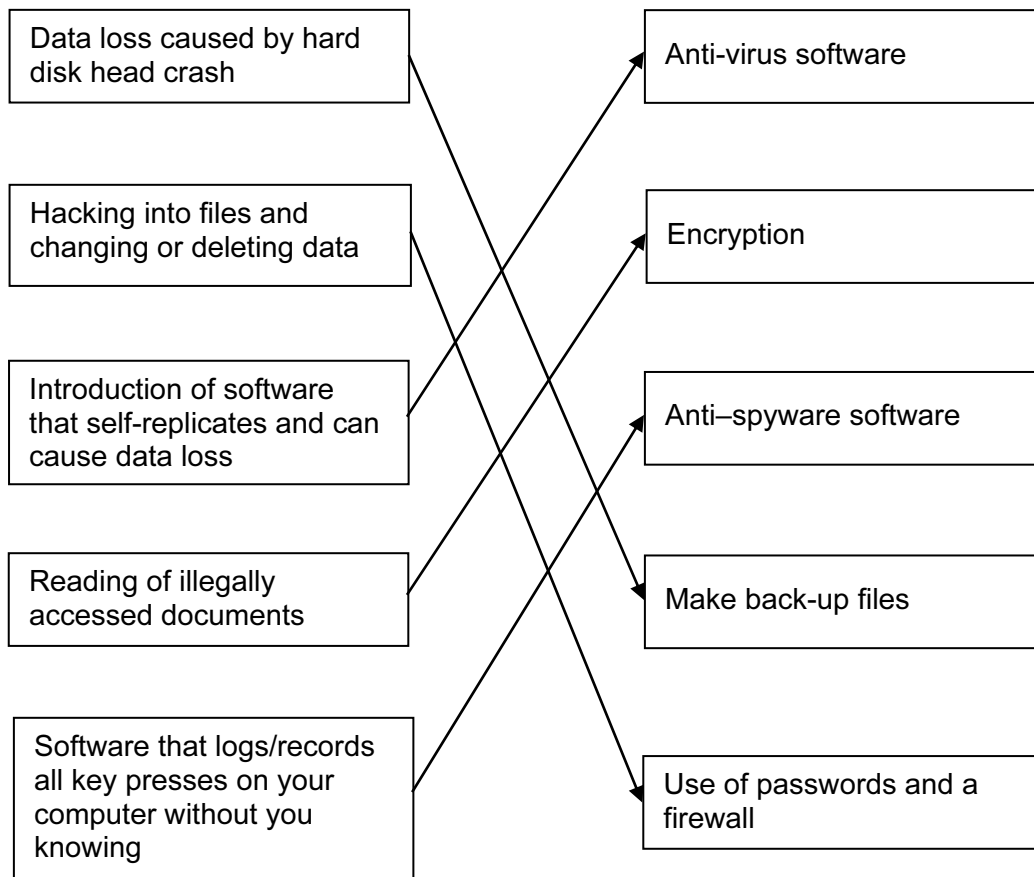 Data loss caused by hard
disk head crash
Anti-virus software
Hacking into files and
changing or deleting data
Encryption
Introduction of software
that self-replicates and can
cause data loss
Anti–spyware software
Reading of illegally
accessed documents
Make back-up files
Software that logs/records
all key presses on your
computer without you
knowing
Use of passwords and a
firewall